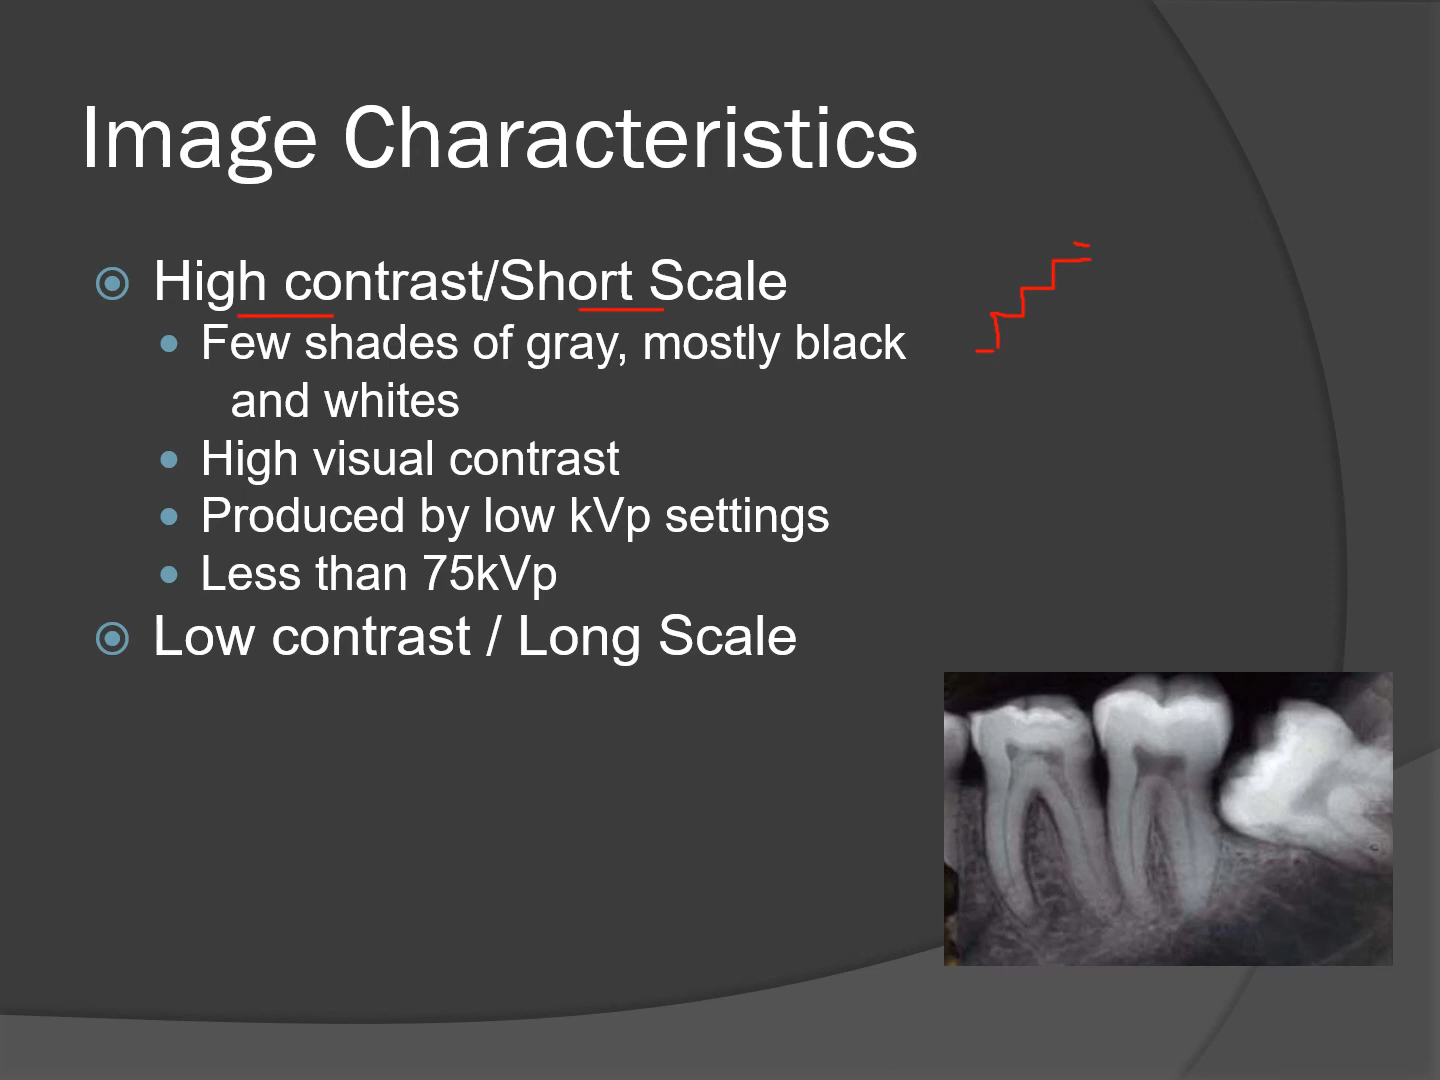 Image Characteristics
High contrast/Short Scale
Few shades of gray, mostly black
and whites
High visual contrast
Produced by low kVp settings
Less than 75kVp
Low contrast / Long Scale